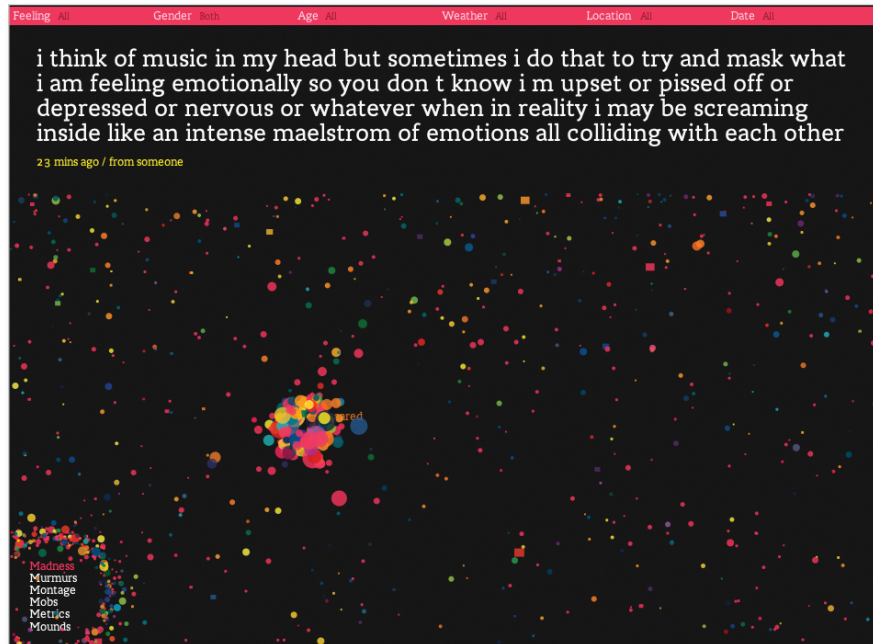 Feeling All Gender Both Age All Weather All Location All Date All
i think of music in my head but sometimes i do that to try and mask what
i am feeling emotionally so you don t know i m upset or pissed off or
depressed or nervous or whatever when in reality i may be screaming
inside like an intense maelstrom of emotions all colliding with each other
23 mins ago / from someone
Madness
Murmurs
Montage
Mobs
Metrics
Mounds